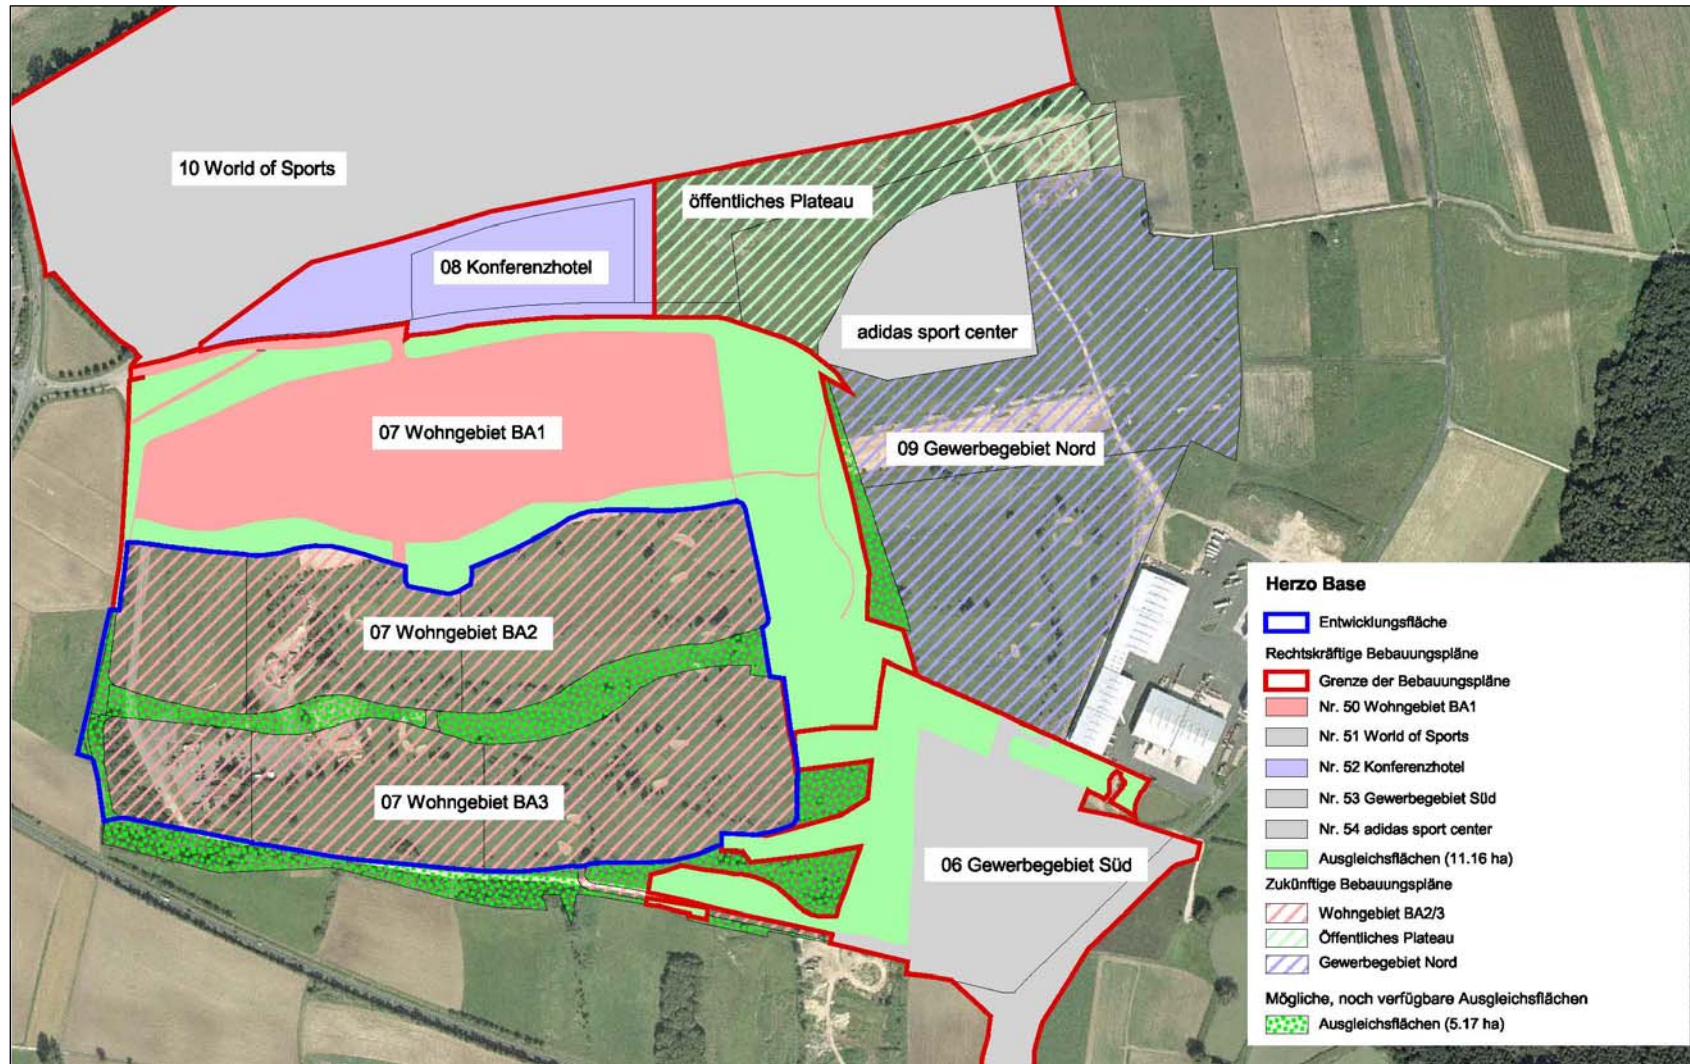 10 World of Sports
öffentliches Plateau
08 Konferenzhotel
adidas sport center
07 Wohngebiet BA1
09 Gewerbegebiet Nord
07 Wohngebiet BA2
07 Wohngebiet BA3
06 Gewerbegebiet Süd
Herzo Base
Entwicklungsfläche
Rechtskräftige Bebauungspläne
Grenze der Bebauungspläne
Nr. 50 Wohngebiet BA1
Nr. 51 World of Sports
Nr. 52 Konferenzhotel
Nr. 53 Gewerbegebiet Süd
Nr. 54 adidas sport center
Ausgleichsflächen (11.16 ha)
Zukünftige Bebauungspläne
Wohngebiet BA2/3
Öffentliches Plateau
Gewerbegebiet Nord
Mögliche, noch verfügbare Ausgleichsflächen
Ausgleichsflächen (5.17 ha)